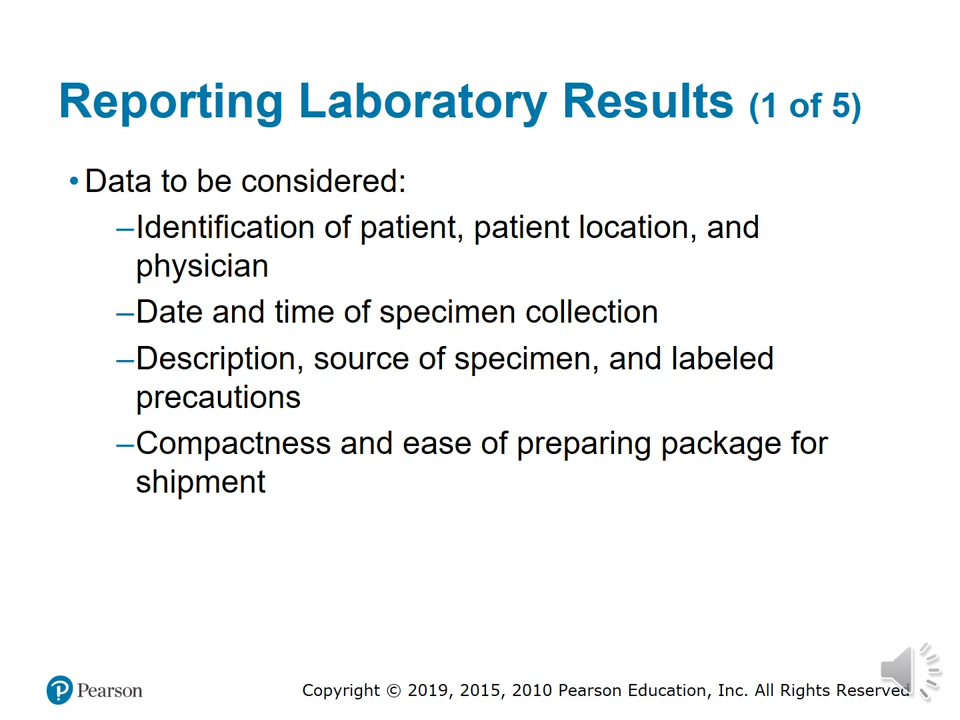 Reporting Laboratory Results (1 of 5)
•Data to be considered:
–Identification of patient, patient location, and
physician
–Date and time of specimen collection
–Description, source of specimen, and labeled
precautions
–Compactness and ease of preparing package for
shipment
Pearson
Copyright © 2019, 2015, 2010 Pearson Education, Inc. All Rights Reserved